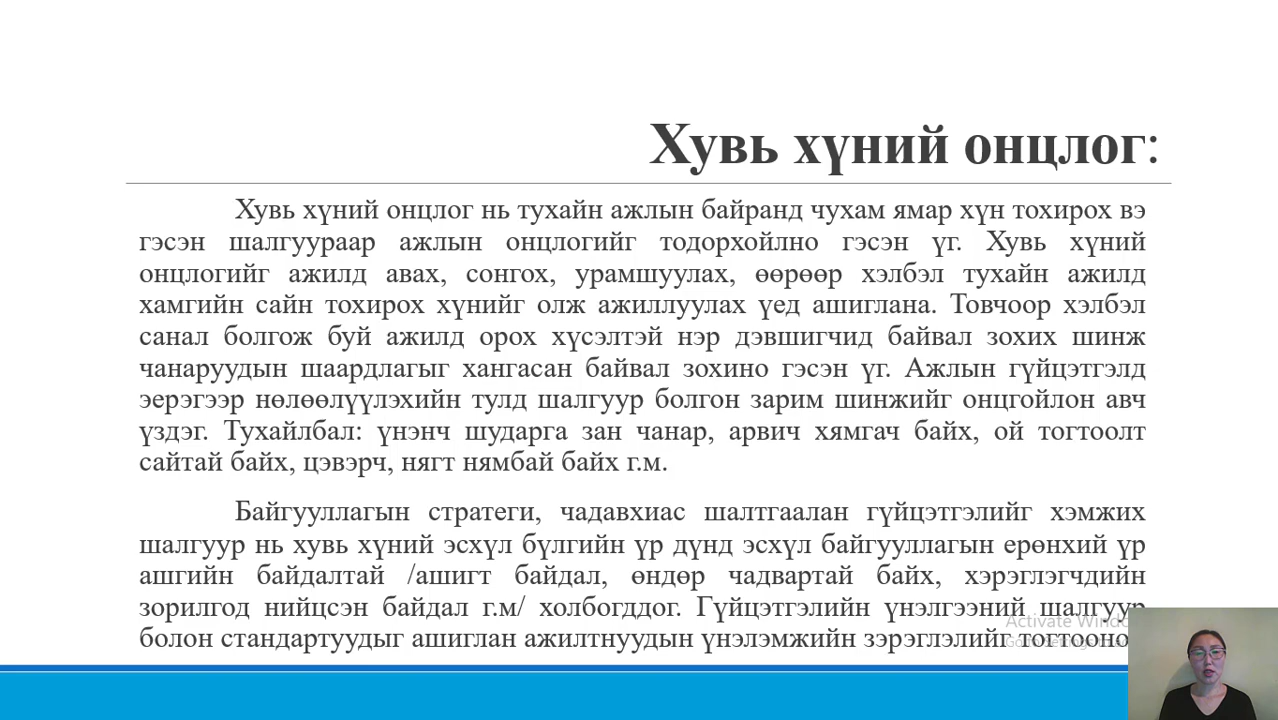 Хувь хүний онцлог:
Хувь хүний онцлог нь тухайн ажлын байранд чухам ямар хүн тохирох вэ
гэсэн шалгуураар ажлын онцлогийг тодорхойлно гэсэн үг. Хувь хүний
онцлогийг ажилд авах, сонгох, урамшуулах, өөрөөр хэлбэл тухайн ажилд
хамгийн сайн тохирох хүнийг олж ажиллуулах үед ашиглана. Товчоор хэлбэл
санал болгож буй ажилд орох хүсэлтэй нэр дэвшигчид байвал зохих шинж
чанаруудын шаардлагыг хангасан байвал зохино гэсэн үг. Ажлын гүйцэтгэлд
эерэгээр нөлөөлүүлэхийн тулд шалгуур болгон зарим шинжийг онцгойлон авч
үздэг. Тухайлбал: үнэнч шударга зан чанар, арвич хямгач байх, ой тогтоолт
сайтай байх, цэвэрч, нягт нямбай байх г.м.
Байгууллагын стратеги, чадавхиас шалтгаалан гүйцэтгэлийг хэмжих
шалгуур нь хувь хүний эсхүл бүлгийн үр дүнд эсхүл байгууллагын ерөнхий үр
ашгийн байдалтай /ашигт байдал, өндөр чадвартай байх, хэрэглэгчдийн
зорилгод нийцсэн байдал г.м/ холбогддог. Гүйцэтгэлийн үнэлгээний шалгуур
болон стандартуудыг ашиглан ажилтнуудын үнэлэмжийн зэрэглэлийг
Activate